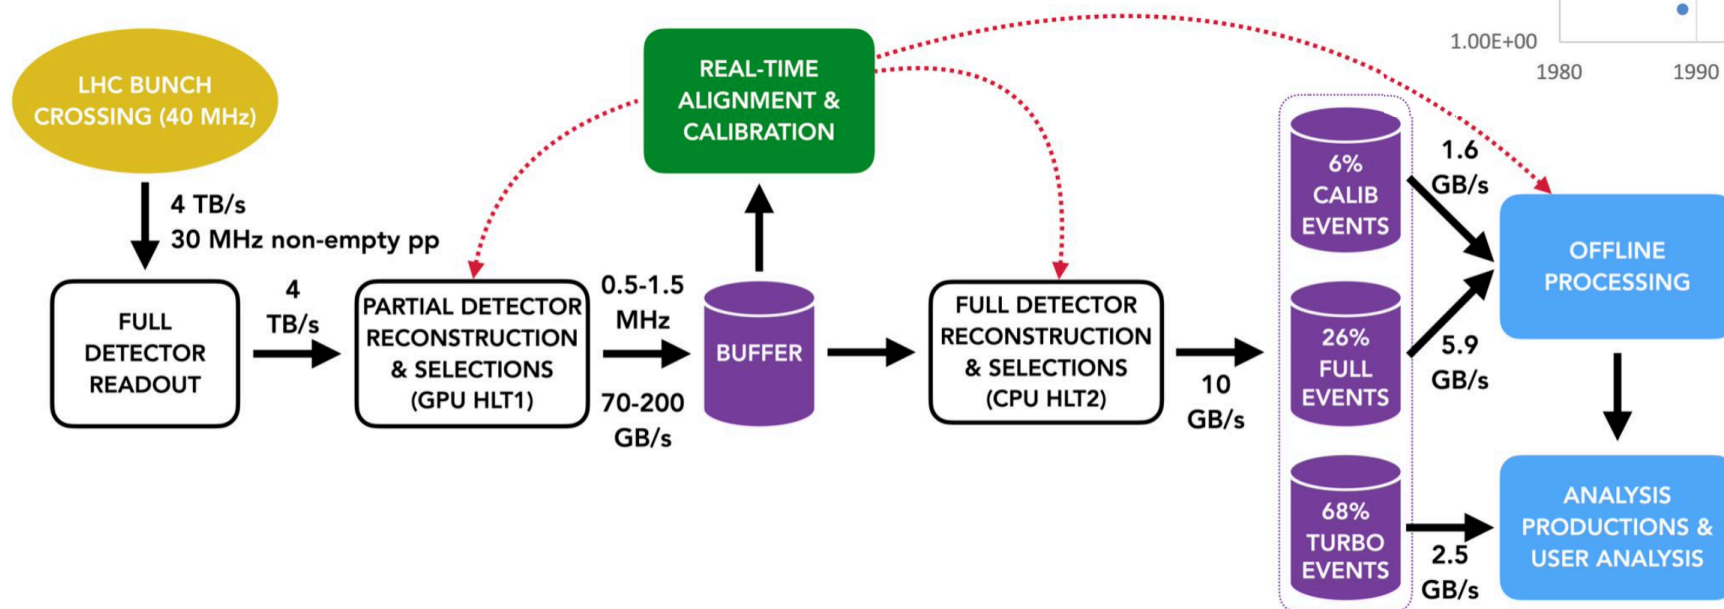 1.00E+00
1980
1990
LHC BUNCH
CROSSING (40 MHz)
4 TB/s
30 MHz non-empty pp
FULL
DETECTOR
READOUT
4
TB/s
PARTIAL DETECTOR
RECONSTRUCTION
& SELECTIONS
(GPU HLT1)
0.5-1.5
MHz
70-200
GB/s
REAL-TIME
ALIGNMENT &
CALIBRATION
BUFFER
FULL DETECTOR
RECONSTRUCTION
& SELECTIONS
(CPU HLT2)
10
GB/s
6%
CALIB
EVENTS
1.6
GB/s
26%
FULL
EVENTS
5.9
GB/s
68%
TURBO
EVENTS
2.5
GB/s
OFFLINE
PROCESSING
ANALYSIS
PRODUCTIONS &
USER ANALYSIS